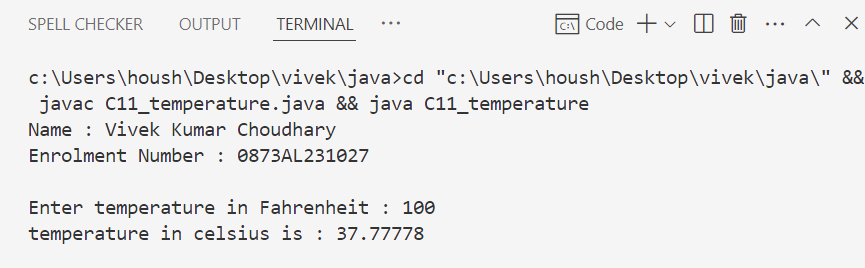 SPELL CHECKER OUTPUT TERMINAL ··· Code ···
c:\Users\housh\Desktop\vivek\java>cd "c:\Users\housh\Desktop\vivek\java\" &&
javac C11_temperature.java && java C11_temperature
Name : Vivek Kumar Choudhary
Enrolment Number : 0873AL231027
Enter temperature in Fahrenheit : 100
temperature in celsius is : 37.77778